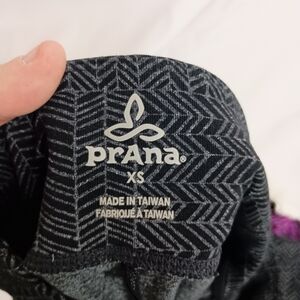 prAna®
XS
MADE IN TAIWAN
FABRIQUÉ À TAIWAN